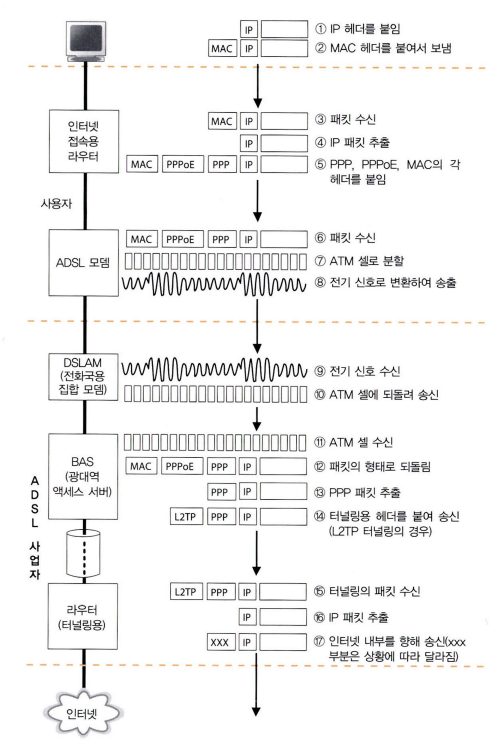 IP
① IP 헤더를 붙임
MAC IP
② MAC 헤더를 붙여서 보냄
인터넷
접속용
라우터
MAC IP
③ 패킷 수신
IP
④ IP 패킷 추출
MAC PPPoE PPP IP
⑤ PPP, PPPoE, MAC의 각
헤더를 붙임
사용자
ADSL 모뎀
MAC PPPoE PPP IP
⑥ 패킷 수신
⑦ ATM 셀로 분할
⑧ 전기 신호로 변환하여 송출
DSLAM
(전화국용
집합 모뎀)
⑨ 전기 신호 수신
⑩ ATM 셀에 되돌려 송신
BAS
(광대역
액세스 서버)
⑪ ATM 셀 수신
MAC PPPoE PPP IP
⑫ 패킷의 형태로 되돌림
PPP IP
⑬ PPP 패킷 추출
L2TP PPP IP
⑭ 터널링용 헤더를 붙여 송신
(L2TP 터널링의 경우)
ADSL 사업자
라우터
(터널링용)
L2TP PPP IP
⑮ 터널링의 패킷 수신
IP
⑯ IP 패킷 추출
XXX IP
⑰ 인터넷 내부를 향해 송신(xxx
부분은 상황에 따라 달라짐)
인터넷